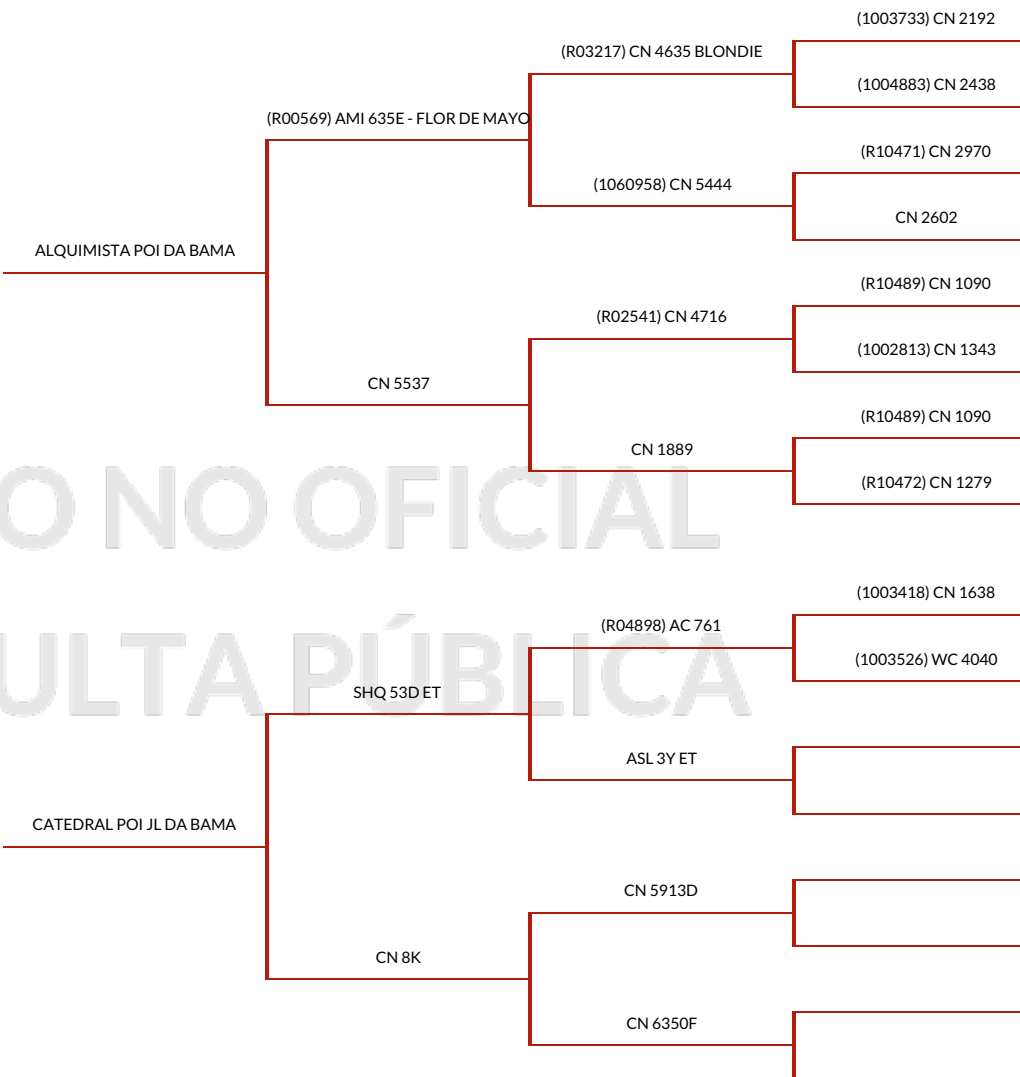 (1003733) CN 2192
(R03217) CN 4635 BLONDIE
(1004883) CN 2438
(R00569) AMI 635E - FLOR DE MAYO
(R10471) CN 2970
(1060958) CN 5444
CN 2602
ALQUIMISTA POI DA BAMA
(R10489) CN 1090
(R02541) CN 4716
(1002813) CN 1343
CN 5537
(R10489) CN 1090
CN 1889
(R10472) CN 1279
O NO OFICIAL
(1003418) CN 1638
(R04898) AC 761
(1003526) WC 4040
ULTA PÚBLICA
SHQ 53D ET
ASL 3Y ET
CATEDRAL POI JL DA BAMA
CN 5913D
CN 8K
CN 6350F